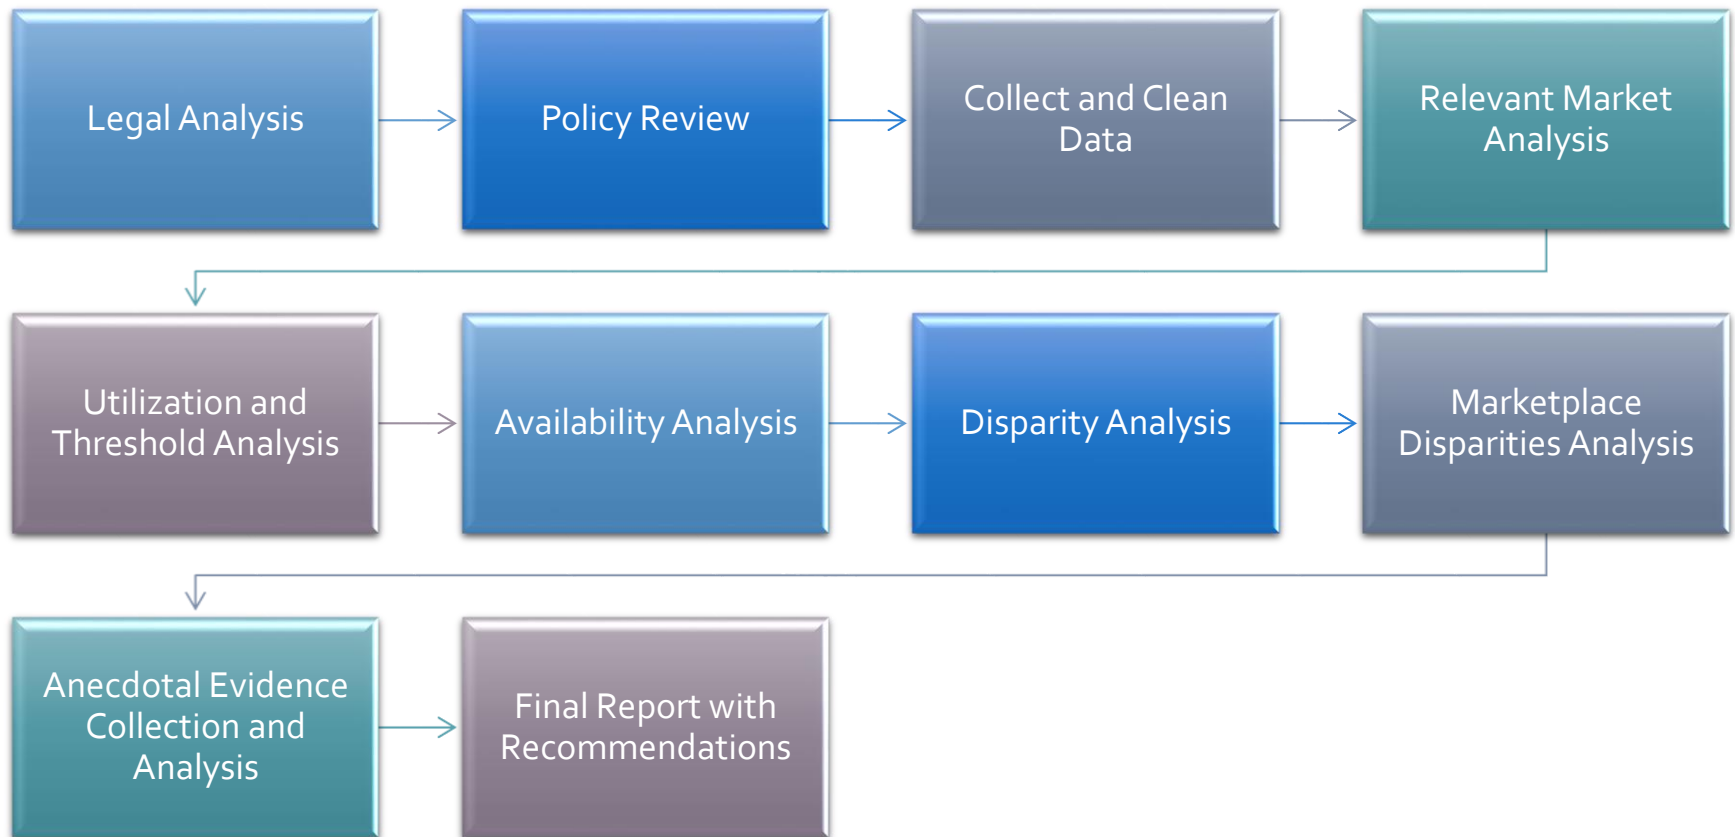 Legal Analysis
Policy Review
Collect and Clean
Data
Relevant Market
Analysis
Utilization and
Threshold Analysis
Availability Analysis
Disparity Analysis
Marketplace
Disparities Analysis
Anecdotal Evidence
Collection and
Analysis
Final Report with
Recommendations